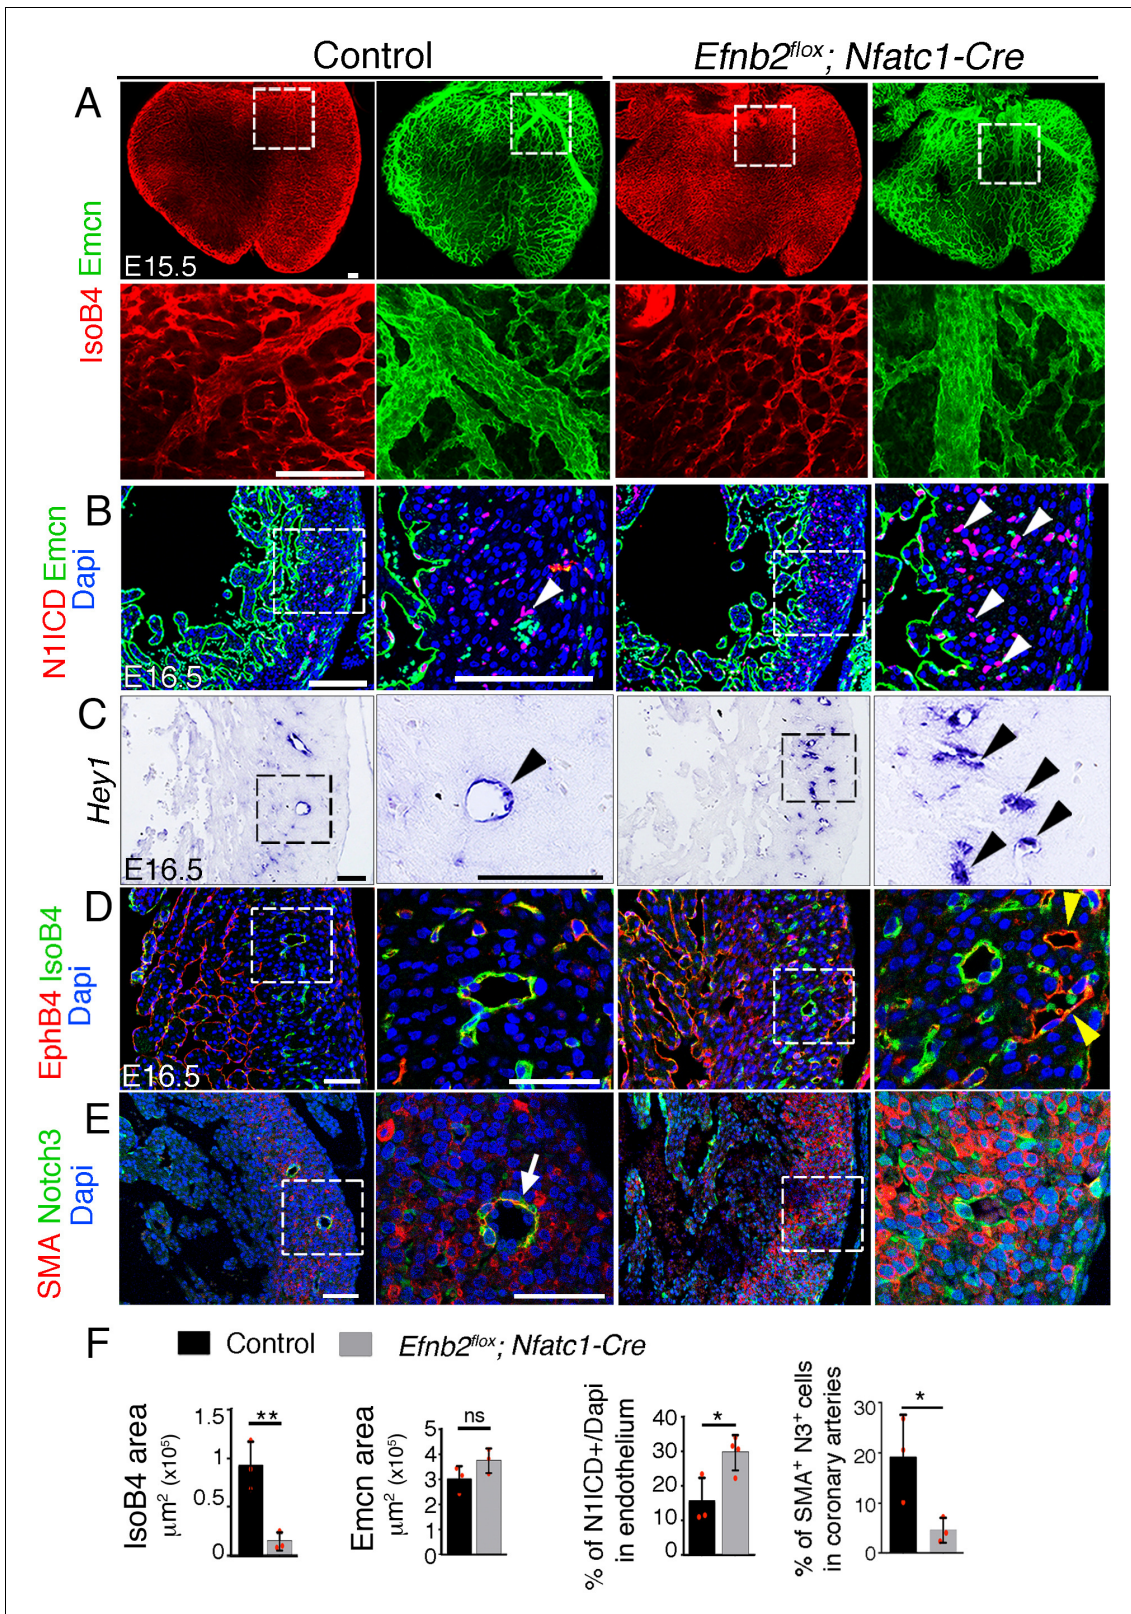 Control
Efnb2flox; Nfatc1-Cre
A
IsoB4 Emcn
E15.5
B
N1ICD Emcn
Dapi
E16.5
C
Hey1
E16.5
D
EphB4 IsoB4
Dapi
E16.5
E
SMA Notch3
Dapi
F
Control
Efnb2flox; Nfatc1-Cre
IsoB4 area
μm² (x10⁵)
1.5
1
0.5
0
**
Emcn area
μm² (x10⁵)
5
4
3
2
1
0
ns
% of N1ICD+/Dapi
in endothelium
40
30
20
10
0
*
% of SMA⁺ N3⁺ cells
in coronary arteries
30
20
10
0
*